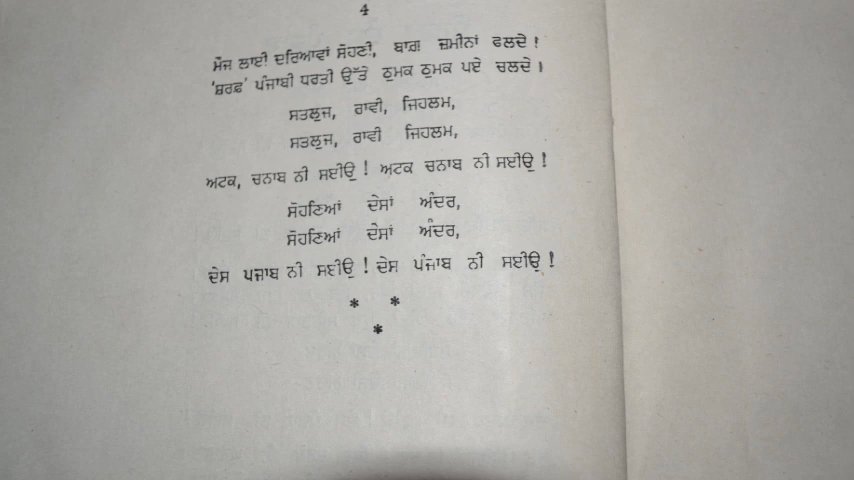 4
ਮੌਜ ਲਾਈ ਦਰਿਆਵਾਂ ਸੋਹਣੀ, ਬਾਗ਼ ਜ਼ਮੀਨਾਂ ਫਲਦੇ !
'ਸ਼ਰਫ਼' ਪੰਜਾਬੀ ਧਰਤੀ ਉੱਤੇ ਠੁਮਕ ਠੁਮਕ ਪਏ ਚਲਦੇ ।
ਸਤਲੁਜ, ਰਾਵੀ, ਜਿਹਲਮ,
ਸਤਲੁਜ, ਰਾਵੀ ਜਿਹਲਮ,
ਅਟਕ, ਚਨਾਬ ਨੀ ਸਈਉ ! ਅਟਕ ਚਨਾਬ ਨੀ ਸਈਉ !
ਸੋਹਣਿਆਂ ਦੇਸਾਂ ਅੰਦਰ,
ਸੋਹਣਿਆਂ ਦੇਸਾਂ ਅੰਦਰ,
ਦੇਸ ਪਜਾਬ ਨੀ ਸਈਉ ! ਦੇਸ ਪੰਜਾਬ ਨੀ ਸਈਉ !
* *
*